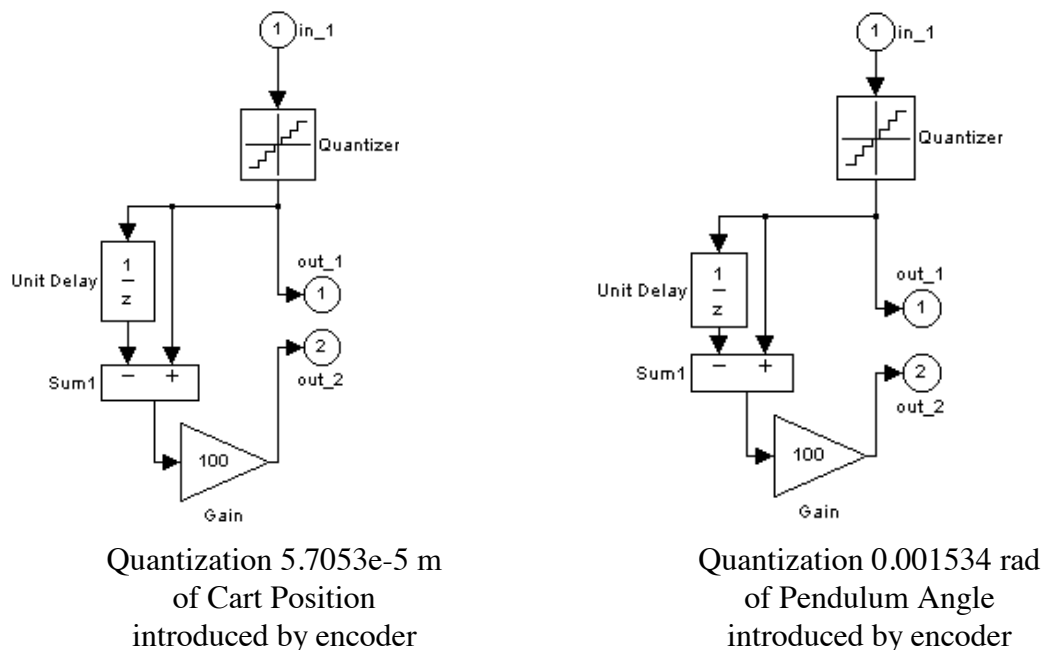 1
in_1
Quantizer
Unit Delay
1
z
out_1
1
2
out_2
Sum1
− +
100
Gain
Quantization 5.7053e-5 m
of Cart Position
introduced by encoder
1
in_1
Quantizer
Unit Delay
1
z
out_1
1
2
out_2
Sum1
− +
100
Gain
Quantization 0.001534 rad
of Pendulum Angle
introduced by encoder